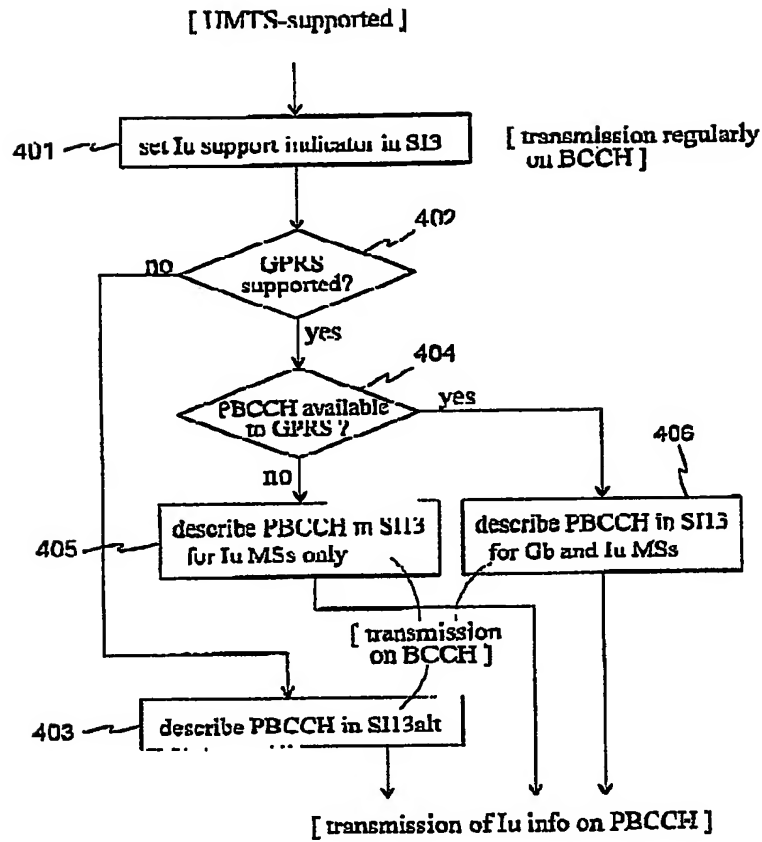 [ UMTS-supported ]
401
set Iu support indicator in SI3
[ transmission regularly
on BCCH ]
402
no
GPRS
supported?
yes
404
PBCCH available
to GPRS ?
yes
no
406
405
describe PBCCH in SI13
for Iu MSs only
describe PBCCH in SI13
for Gb and Iu MSs
[ transmission
on BCCH ]
403
describe PBCCH in SI13alt
[ transmission of Iu info on PBCCH ]